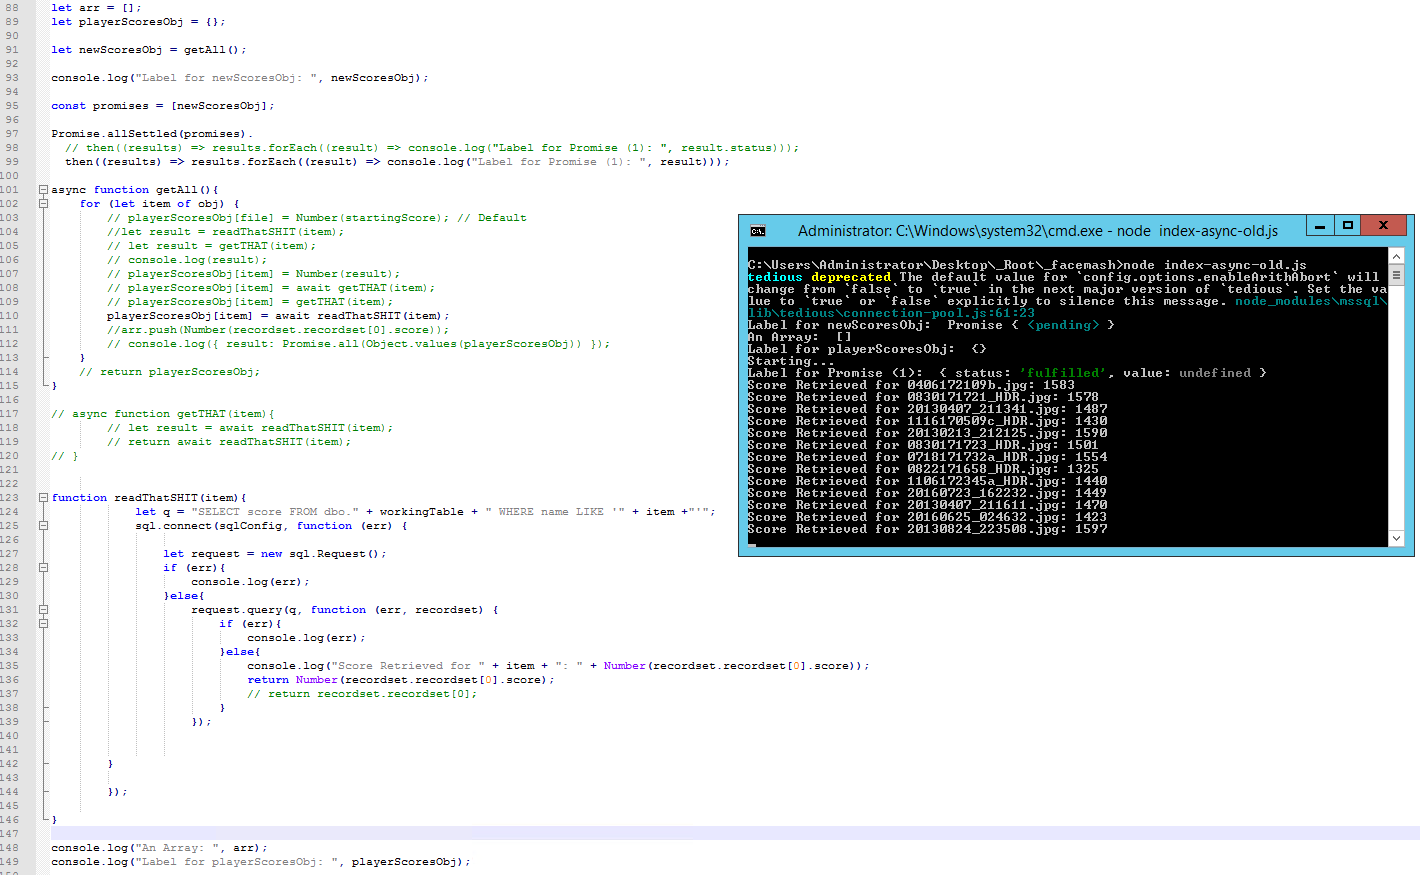 88 let arr = [];
89 let playerScoresObj = {};
90
91 let newScoresObj = getAll();
92
93 console.log("Label for newScoresObj: ", newScoresObj);
94
95 const promises = [newScoresObj];
96
97 Promise.allSettled(promises).
98 // then((results) => results.forEach((result) => console.log("Label for Promise (1): ", result.status)));
99 then((results) => results.forEach((result) => console.log("Label for Promise (1): ", result)));
100
101 async function getAll(){
102 for (let item of obj) {
103 // playerScoresObj[file] = Number(startingScore); // Default
104 //let result = readThatSHIT(item);
105 // let result = getTHAT(item);
106 // console.log(result);
107 // playerScoresObj[item] = Number(result);
108 // playerScoresObj[item] = await getTHAT(item);
109 // playerScoresObj[item] = getTHAT(item);
110 playerScoresObj[item] = await readThatSHIT(item);
111 //arr.push(Number(recordset.recordset[0].score));
112 // console.log({ result: Promise.all(Object.values(playerScoresObj)) });
113 }
114 // return playerScoresObj;
115 }
116
117 // async function getTHAT(item){
118 // let result = await readThatSHIT(item);
119 // return await readThatSHIT(item);
120 // }
121
122
123 function readThatSHIT(item){
124 let q = "SELECT score FROM dbo." + workingTable + " WHERE name LIKE '" + item +"'";
125 sql.connect(sqlConfig, function (err) {
126
127 let request = new sql.Request();
128 if (err){
129 console.log(err);
130 }else{
131 request.query(q, function (err, recordset) {
132 if (err){
133 console.log(err);
134 }else{
135 console.log("Score Retrieved for " + item + ": " + Number(recordset.recordset[0].score));
136 return Number(recordset.recordset[0].score);
137 // return recordset.recordset[0];
138 }
139 });
140
141
142 }
143
144 });
145
146 }
147
148 console.log("An Array: ", arr);
149 console.log("Label for playerScoresObj: ", playerScoresObj);
Administrator: C:\Windows\system32\cmd.exe - node index-async-old.js
C:\Users\Administrator\Desktop\_Root\_facemash>node index-async-old.js
tedious deprecated The default value for `config.options.enableArithAbort` will
change from `false` to `true` in the next major version of `tedious`. Set the va
lue to `true` or `false` explicitly to silence this message. node_modules\mssql\
lib\tedious\connection-pool.js:61:23
Label for newScoresObj:  Promise { <pending> }
An Array:  []
Label for playerScoresObj:  {}
Starting...
Label for Promise (1):  { status: 'fulfilled', value: undefined }
Score Retrieved for 0406172109b.jpg: 1583
Score Retrieved for 0830171721_HDR.jpg: 1578
Score Retrieved for 20130407_211341.jpg: 1487
Score Retrieved for 1116170509c_HDR.jpg: 1430
Score Retrieved for 20130213_212125.jpg: 1590
Score Retrieved for 0830171723_HDR.jpg: 1501
Score Retrieved for 0718171732a_HDR.jpg: 1554
Score Retrieved for 0822171658_HDR.jpg: 1325
Score Retrieved for 1106172345a_HDR.jpg: 1440
Score Retrieved for 20160723_162232.jpg: 1449
Score Retrieved for 20130407_211611.jpg: 1470
Score Retrieved for 20160625_024632.jpg: 1423
Score Retrieved for 20130824_223508.jpg: 1597